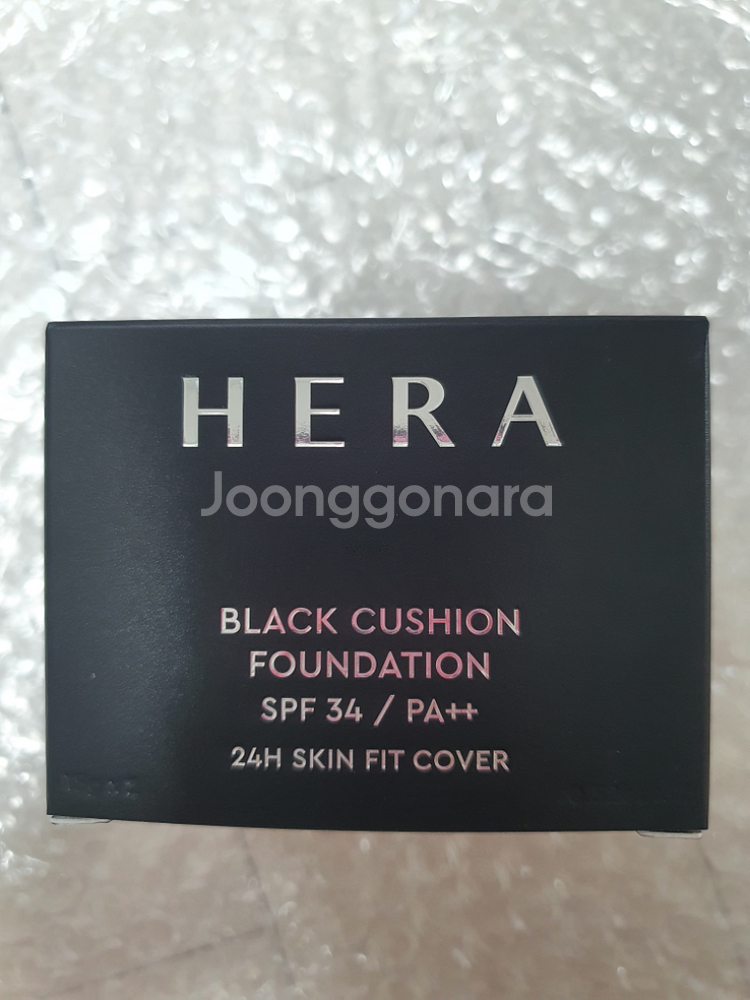 HERA
Joonggonara
BLACK CUSHION
FOUNDATION
SPF 34 / PA++
24H SKIN FIT COVER